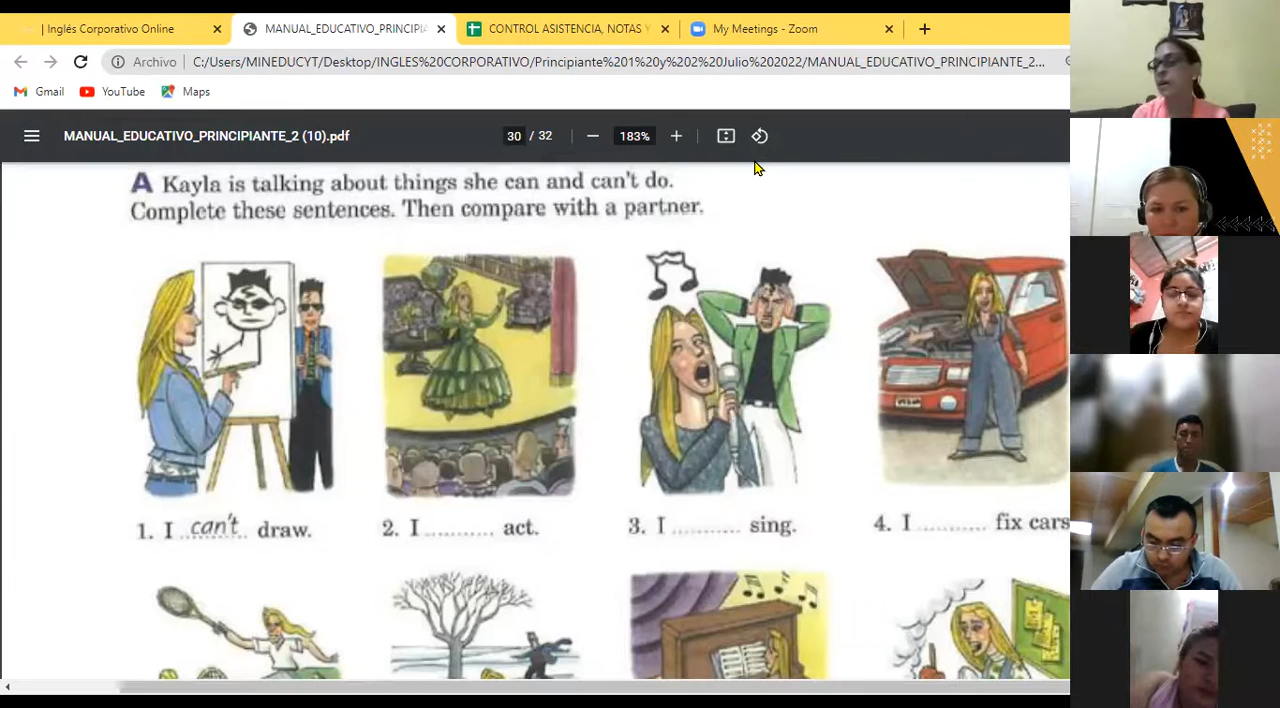 | Inglés Corporativo Online
MANUAL_EDUCATIVO_PRINCIPIA
CONTROL ASISTENCIA, NOTAS Y
My Meetings - Zoom
Archivo | C:/Users/MINEDUCYT/Desktop/INGLES%20CORPORATIVO/Principiante%201%20y%202%20Julio%202022/MANUAL_EDUCATIVO_PRINCIPIANTE_2...
Gmail YouTube Maps
MANUAL_EDUCATIVO_PRINCIPIANTE_2 (10).pdf 30 / 32 183%
A Kayla is talking about things she can and can't do.
Complete these sentences. Then compare with a partner.
1. I can't draw. 2. I ............ act. 3. I ............ sing. 4. I ............ fix cars